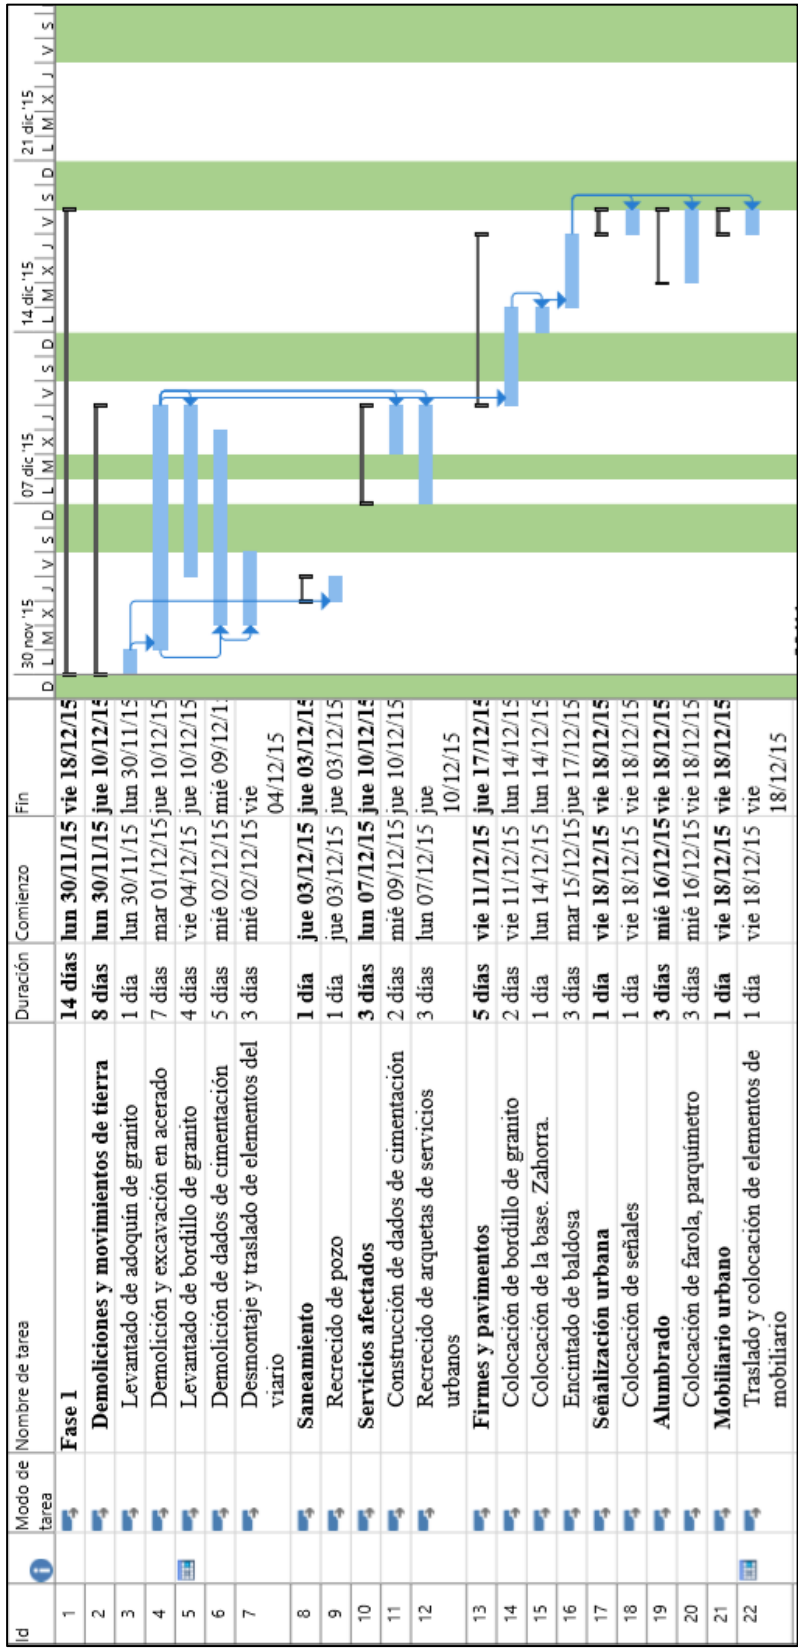 Id Modo de tarea Nombre de tarea Duración Comienzo Fin
30 nov '15 07 dic '15 14 dic '15 21 dic '15
D L M X J V S D L M X J V S D L M X J V S D L M X J V S
1 Fase 1 14 días lun 30/11/15 vie 18/12/15
2 Demoliciones y movimientos de tierra 8 días lun 30/11/15 jue 10/12/15
3 Levantado de adoquín de granito 1 día lun 30/11/15 lun 30/11/15
4 Demolición y excavación en acerado 7 días mar 01/12/15 jue 10/12/15
5 Levantado de bordillo de granito 4 días vie 04/12/15 jue 10/12/15
6 Demolición de dados de cimentación 5 días mié 02/12/15 mié 09/12/1
7 Desmontaje y traslado de elementos del 3 días mié 02/12/15 vie
viario 04/12/15
8 Saneamiento 1 día jue 03/12/15 jue 03/12/15
9 Recrecido de pozo 1 día jue 03/12/15 jue 03/12/15
10 Servicios afectados 3 días lun 07/12/15 jue 10/12/15
11 Construcción de dados de cimentación 2 días mié 09/12/15 jue 10/12/15
12 Recrecido de arquetas de servicios 3 días lun 07/12/15 jue
urbanos 10/12/15
13 Firmes y pavimentos 5 días vie 11/12/15 jue 17/12/15
14 Colocación de bordillo de granito 2 días vie 11/12/15 lun 14/12/15
15 Colocación de la base. Zahorra. 1 día lun 14/12/15 lun 14/12/15
16 Encintado de baldosa 3 días mar 15/12/15 jue 17/12/15
17 Señalización urbana 1 día vie 18/12/15 vie 18/12/15
18 Colocación de señales 1 día vie 18/12/15 vie 18/12/15
19 Alumbrado 3 días mié 16/12/15 vie 18/12/15
20 Colocación de farola, parquímetro 3 días mié 16/12/15 vie 18/12/15
21 Mobiliario urbano 1 día vie 18/12/15 vie 18/12/15
22 Traslado y colocación de elementos de 1 día vie 18/12/15 vie
mobiliario 18/12/15